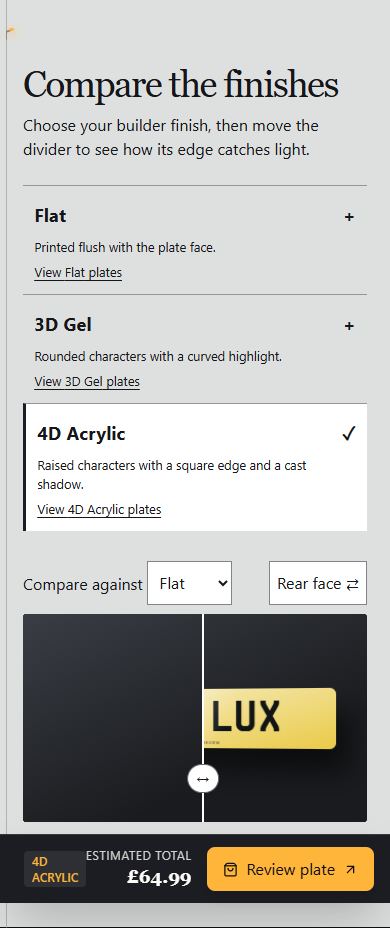 Compare the finishes
Choose your builder finish, then move the
divider to see how its edge catches light.
Flat +
Printed flush with the plate face.
View Flat plates
3D Gel +
Rounded characters with a curved highlight.
View 3D Gel plates
4D Acrylic ✓
Raised characters with a square edge and a cast
shadow.
View 4D Acrylic plates
Compare against Flat Rear face ⇄
LUX
4D
ACRYLIC
ESTIMATED TOTAL
£64.99
Review plate ↗